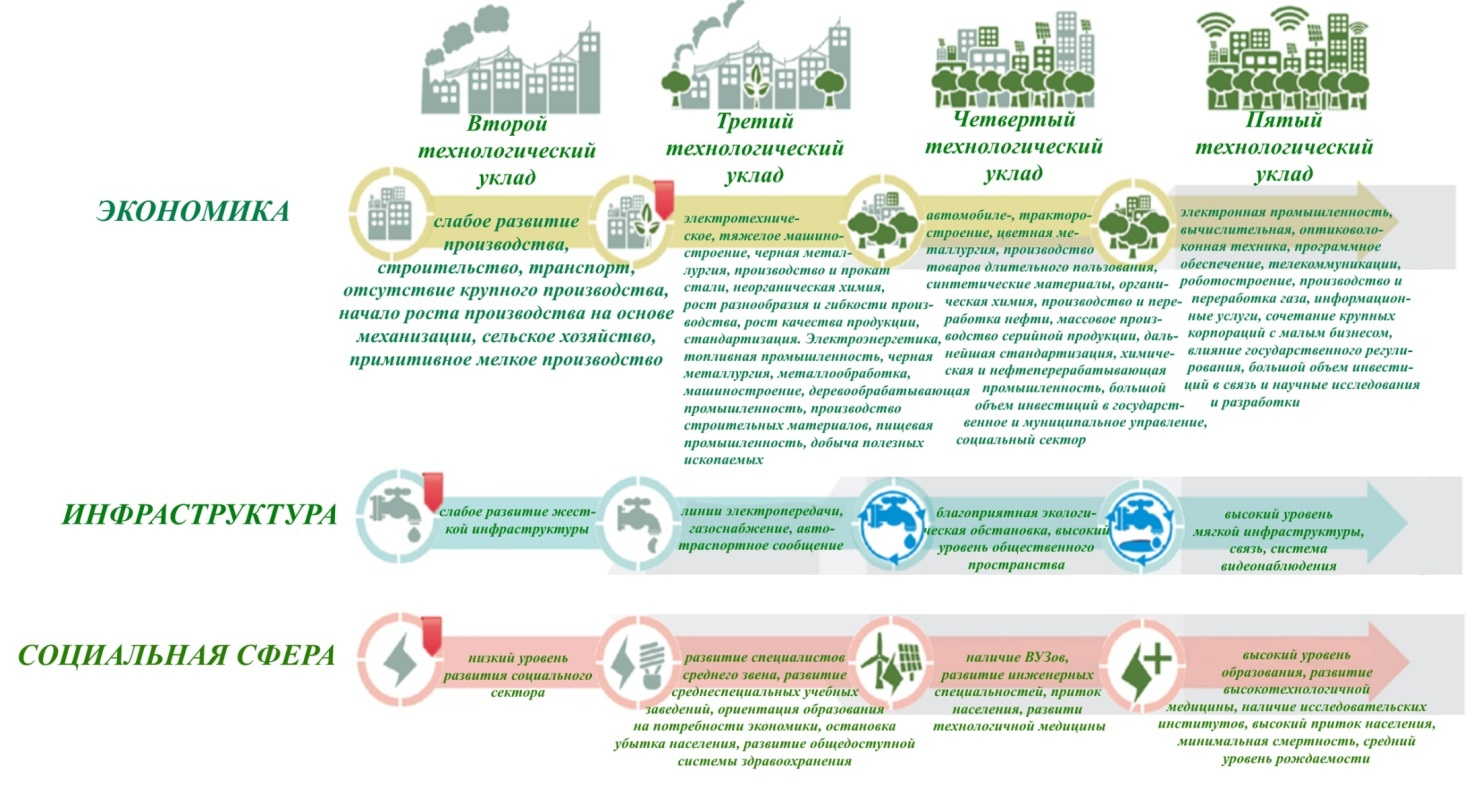 Второй
технологический
уклад
Третий
технологический
уклад
Четвертый
технологический
уклад
Пятый
технологический
уклад
ЭКОНОМИКА
слабое развитие
производства,
строительство, транспорт,
отсутствие крупного производства,
начало роста производства на основе
механизации, сельское хозяйство,
примитивное мелкое производство
электротехниче-
ское, тяжелое машино-
строение, черная метал-
лургия, производство и прокат
стали, неорганическая химия,
рост разнообразия и гибкости произ-
водства, рост качества продукции,
стандартизация. Электроэнергетика,
топливная промышленность, черная
металлургия, металлообработка,
машиностроение, деревообрабатывающая
промышленность, производство
строительных материалов, пищевая
промышленность, добыча полезных
ископаемых
автомобиле-, тракторо-
строение, цветная ме-
таллургия, производство
товаров длительного пользования,
синтетические материалы, органи-
ческая химия, производство и пере-
работка нефти, массовое произ-
водство серийной продукции, даль-
нейшая стандартизация, химиче-
ская и нефтеперерабатывающая
промышленность, большой
объем инвестиций в государст-
венное и муниципальное управление,
социальный сектор
электронная промышленность,
вычислительная, оптиковоло-
конная техника, программное
обеспечение, телекоммуникации,
роботостроение, производство и
переработка газа, информацион-
ные услуги, сочетание крупных
корпораций с малым бизнесом,
влияние государственного регули-
рования, большой объем инвести-
ций в связь и научные исследования
и разработки
ИНФРАСТРУКТУРА
слабое развитие жест-
кой инфраструктуры
линии электропередачи,
газоснабжение, авто-
траспортное сообщение
благоприятная экологи-
ческая обстановка, высокий
уровень общественного
пространства
высокий уровень
мягкой инфраструктуры,
связь, система
видеонаблюдения
СОЦИАЛЬНАЯ СФЕРА
низкий уровень
развития социального
сектора
развитие специалистов
среднего звена, развитие
среднеспециальных учебных
заведений, ориентация образования
на потребности экономики, остановка
убытка населения, развитие общедоступной
системы здравоохранения
наличие ВУЗов,
развитие инженерных
специальностей, приток
населения, развити
технологичной медицины
высокий уровень
образования, развитие
высокотехнологичной
медицины, наличие исследовательских
институтов, высокий приток населения,
минимальная смертность, средний
уровень рождаемости